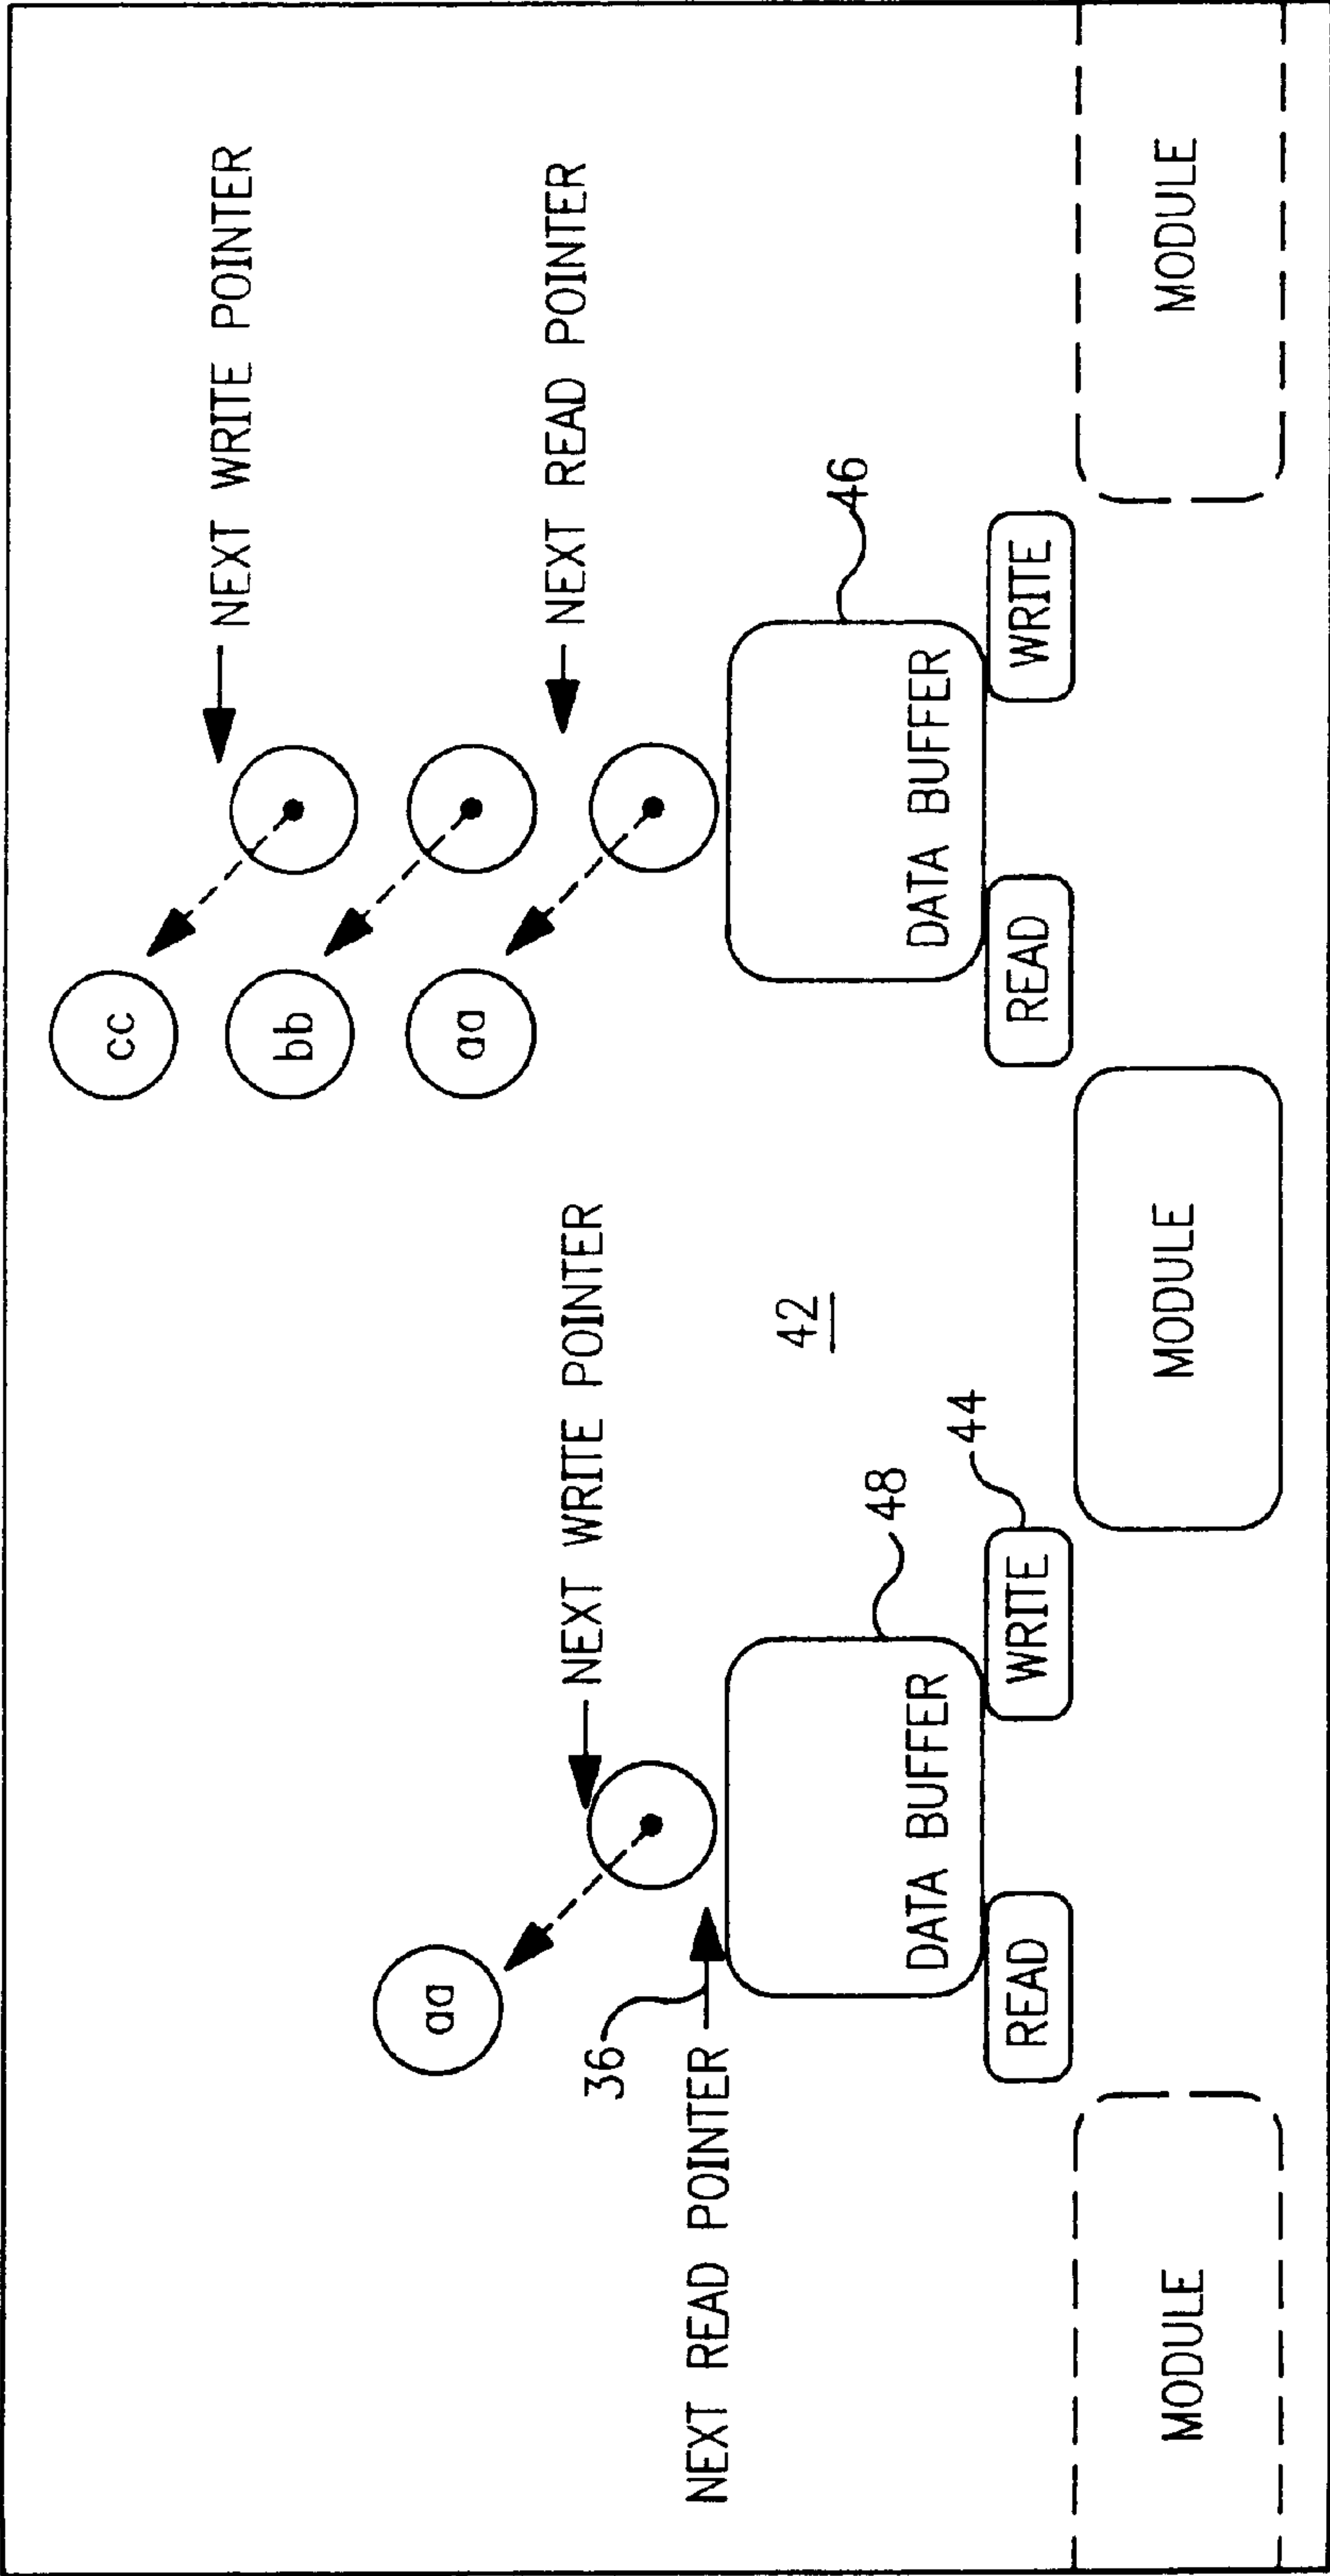 cc
NEXT WRITE POINTER
bb
aa
aa
NEXT WRITE POINTER
NEXT READ POINTER
36
NEXT READ POINTER
42
46
48
DATA BUFFER
DATA BUFFER
44
READ
WRITE
READ
WRITE
MODULE
MODULE
MODULE